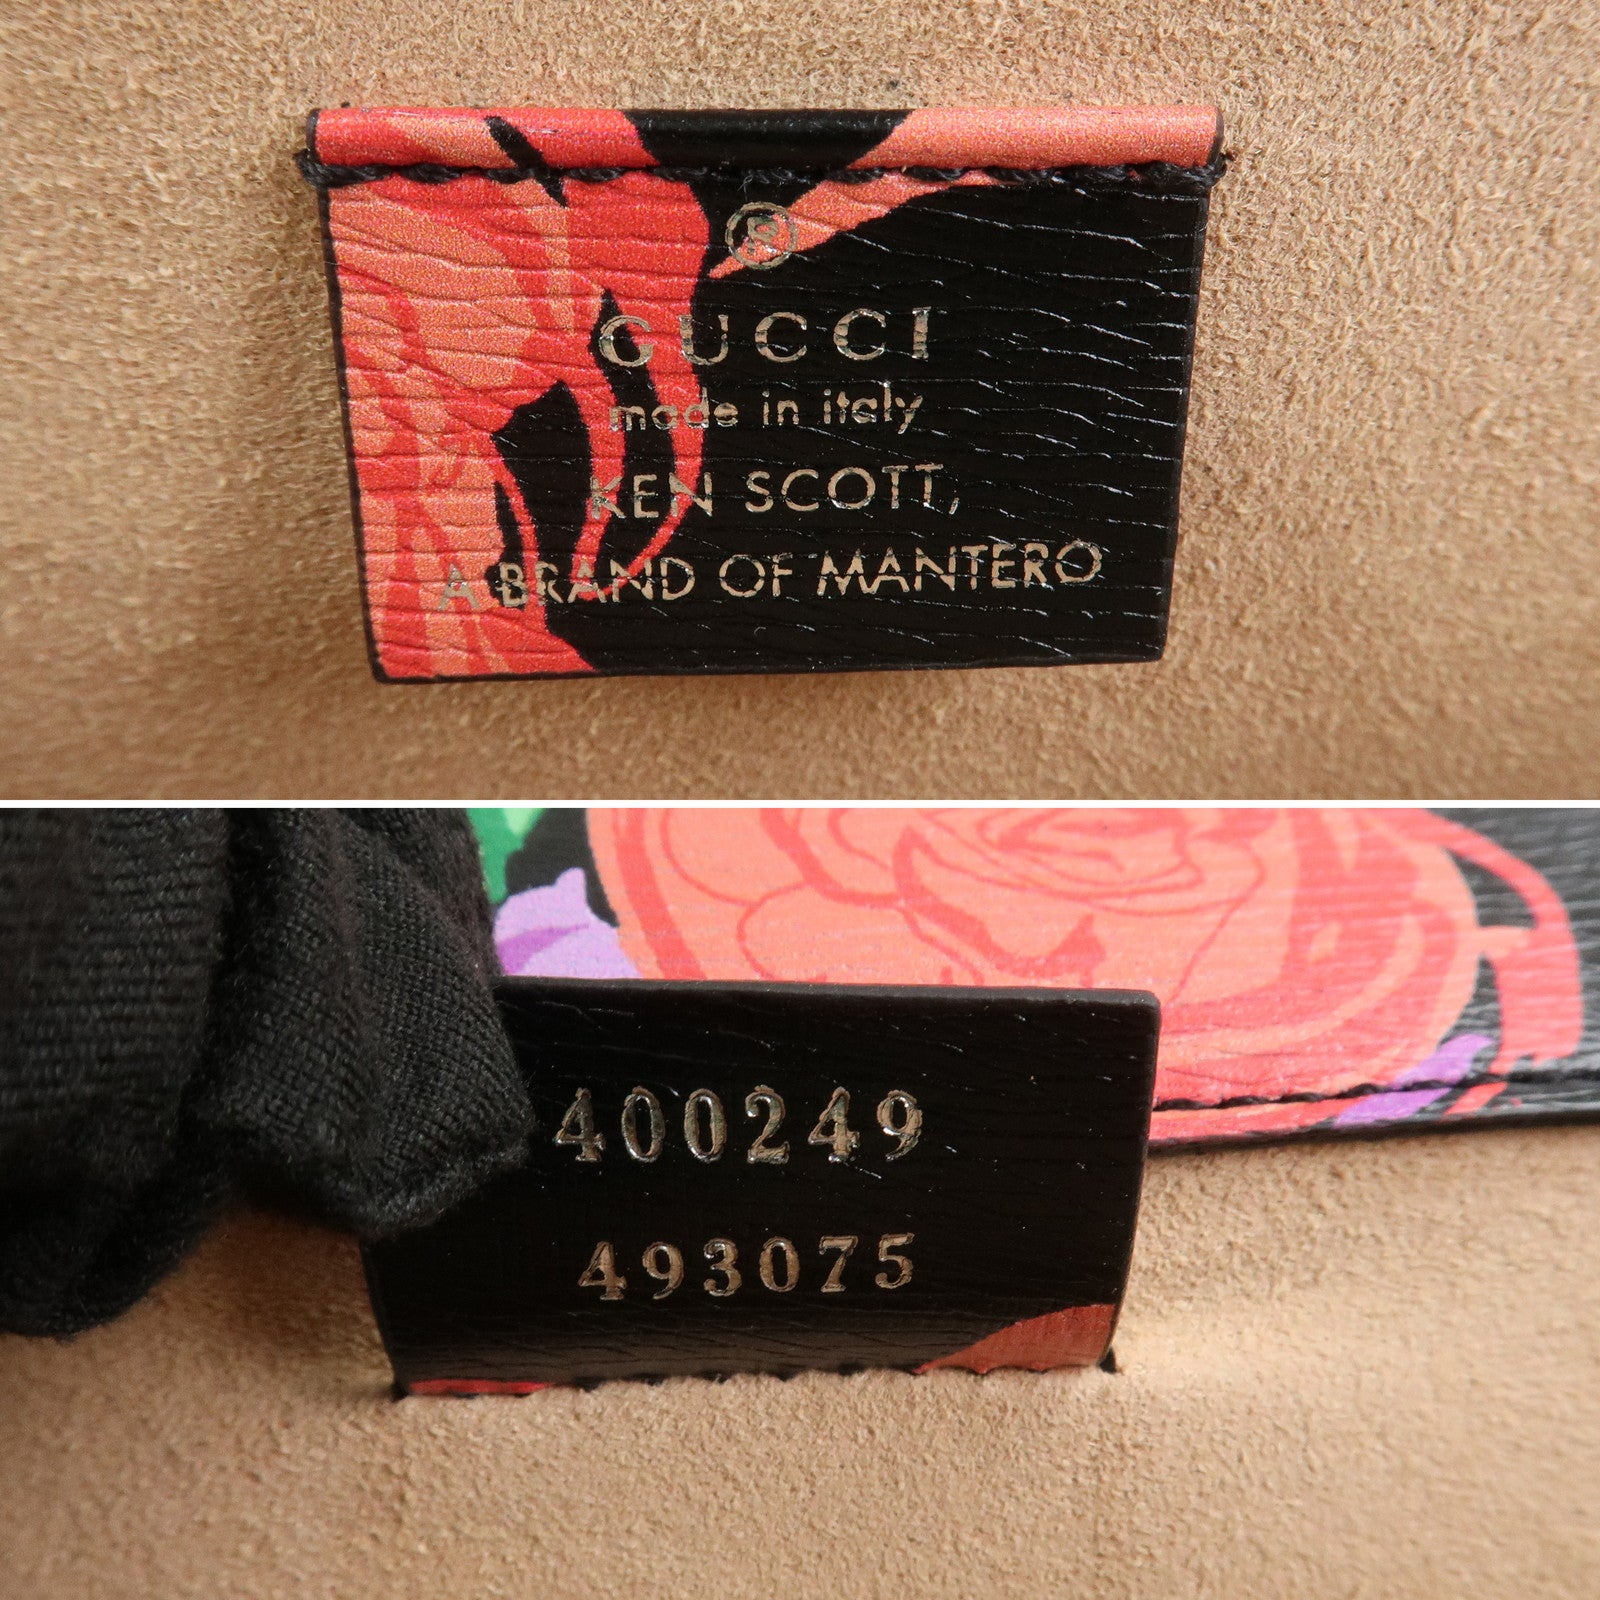 ®
GUCCI
made in italy
KEN SCOTT,
A BRAND OF MANTERO
400249
493075